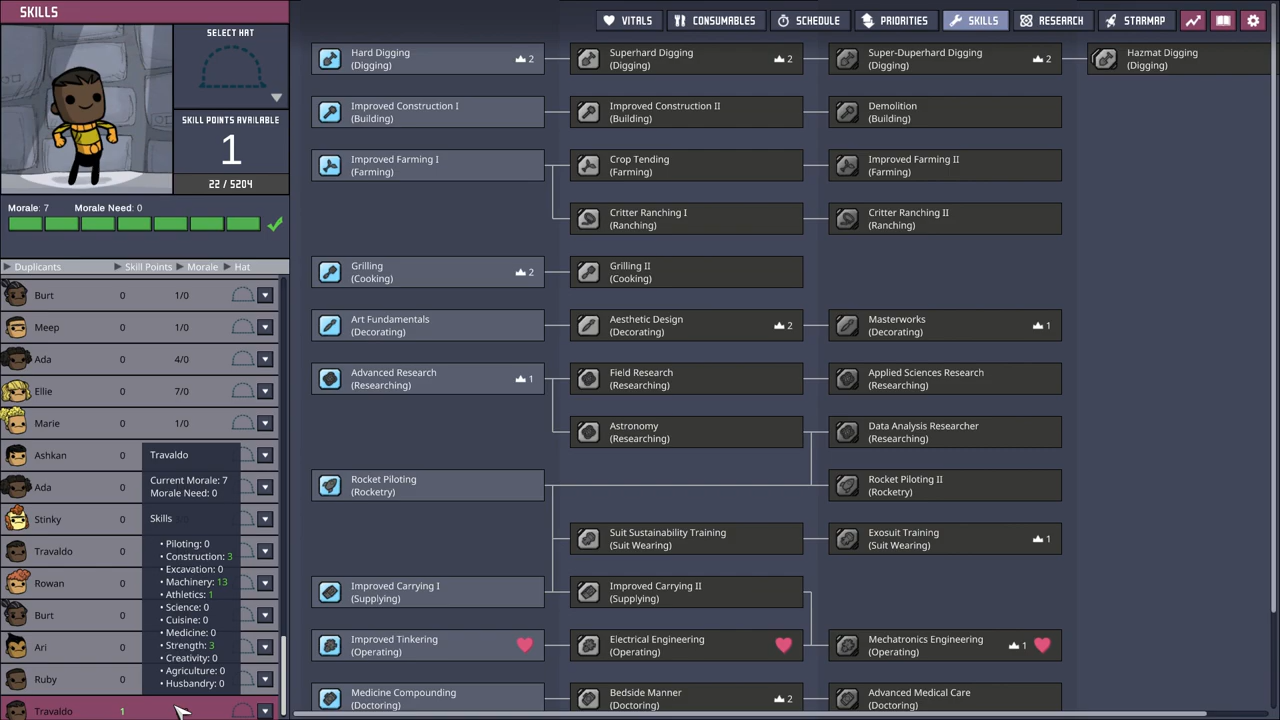 SKILLS
VITALS
CONSUMABLES
SCHEDULE
PRIORITIES
SKILLS
RESEARCH
STARMAP
SELECT HAT
SKILL POINTS AVAILABLE
1
22 / 5204
Morale: 7
Morale Need: 0
Duplicants
Skill Points
Morale
Hat
Burt 0 1/0
Meep 0 1/0
Ada 0 4/0
Ellie 0 7/0
Marie 0 1/0
Ashkan 0
Ada 0
Stinky 0
Travaldo 0
Rowan 0
Burt 0
Ari 0
Ruby 0
Travaldo 1
Travaldo
Current Morale: 7
Morale Need: 0
Skills
• Piloting: 0
• Construction: 3
• Excavation: 0
• Machinery: 13
• Athletics: 1
• Science: 0
• Cuisine: 0
• Medicine: 0
• Strength: 3
• Creativity: 0
• Agriculture: 0
• Husbandry: 0
Hard Digging
(Digging)
2
Superhard Digging
(Digging)
2
Super-Duperhard Digging
(Digging)
2
Hazmat Digging
(Digging)
Improved Construction I
(Building)
Improved Construction II
(Building)
Demolition
(Building)
Improved Farming I
(Farming)
Crop Tending
(Farming)
Improved Farming II
(Farming)
Critter Ranching I
(Ranching)
Critter Ranching II
(Ranching)
Grilling
(Cooking)
2
Grilling II
(Cooking)
Art Fundamentals
(Decorating)
Aesthetic Design
(Decorating)
2
Masterworks
(Decorating)
1
Advanced Research
(Researching)
1
Field Research
(Researching)
Applied Sciences Research
(Researching)
Astronomy
(Researching)
Data Analysis Researcher
(Researching)
Rocket Piloting
(Rocketry)
Rocket Piloting II
(Rocketry)
Suit Sustainability Training
(Suit Wearing)
Exosuit Training
(Suit Wearing)
1
Improved Carrying I
(Supplying)
Improved Carrying II
(Supplying)
Improved Tinkering
(Operating)
Electrical Engineering
(Operating)
Mechatronics Engineering
(Operating)
1
Medicine Compounding
(Doctoring)
Bedside Manner
(Doctoring)
2
Advanced Medical Care
(Doctoring)